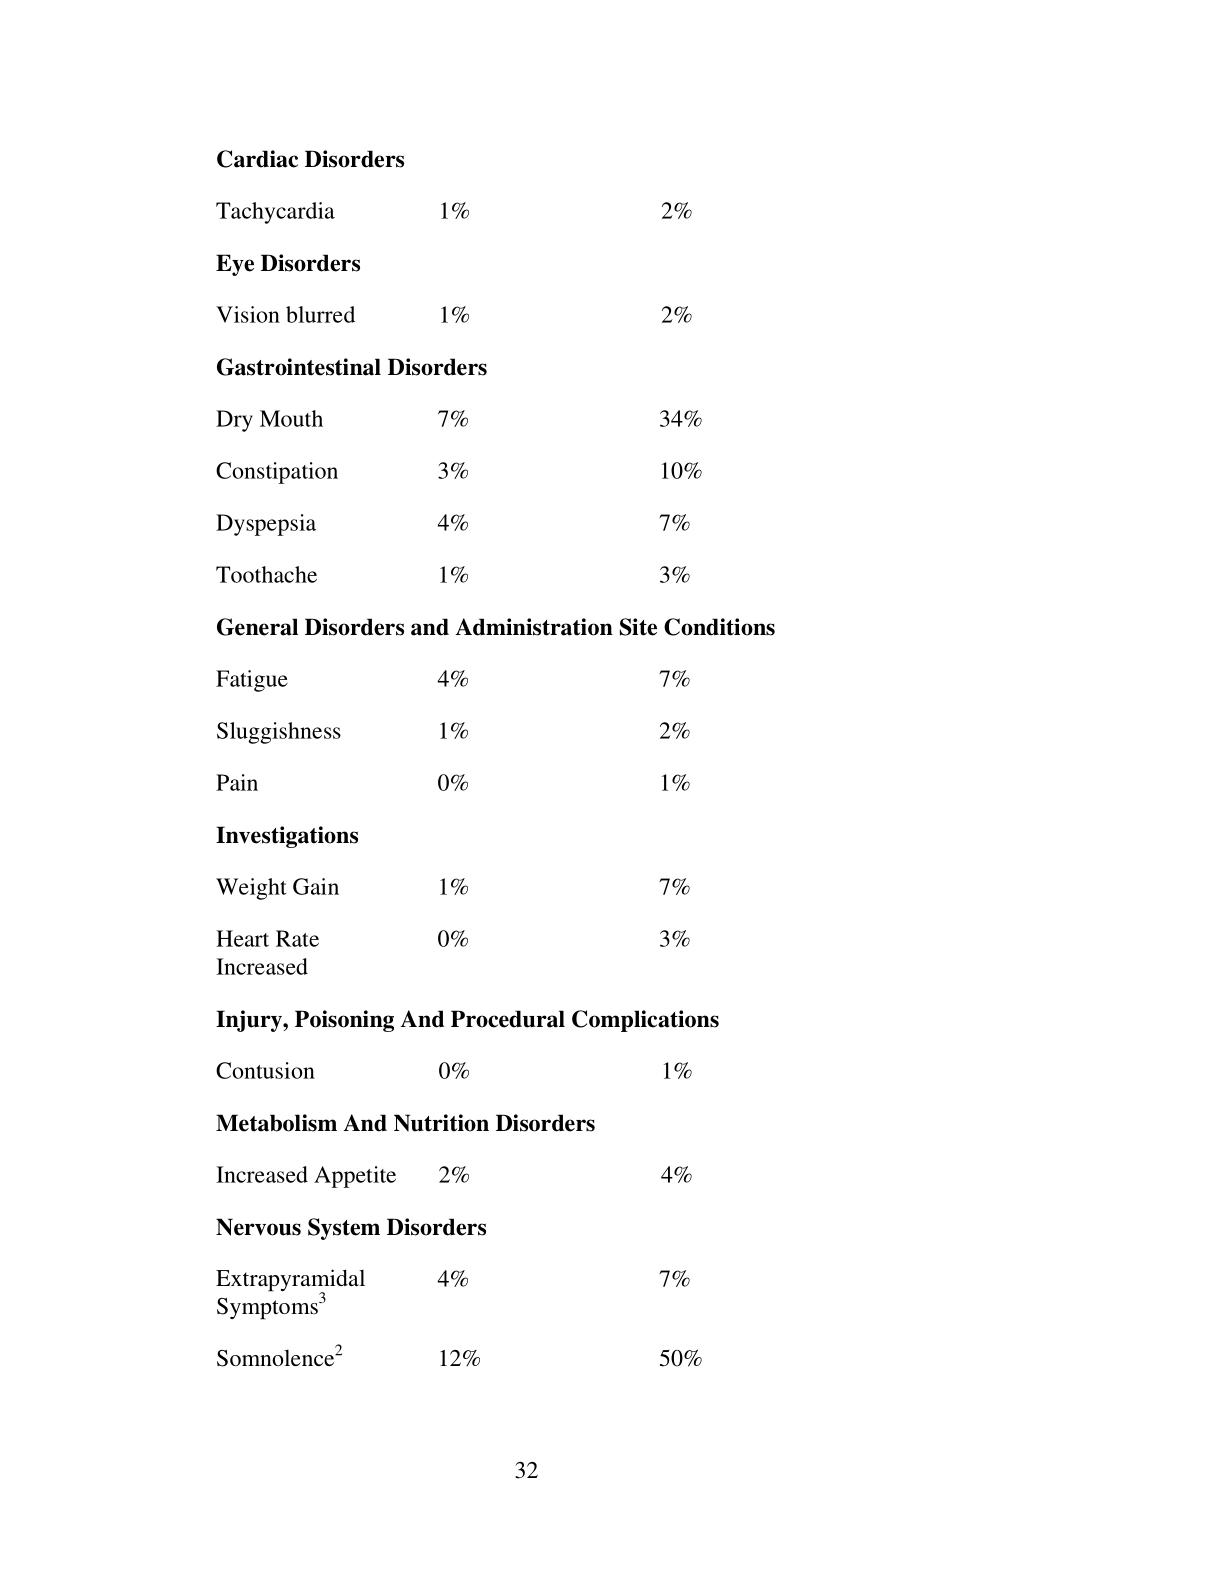 Cardiac Disorders
Tachycardia 1% 2%
Eye Disorders
Vision blurred 1% 2%
Gastrointestinal Disorders
Dry Mouth 7% 34%
Constipation 3% 10%
Dyspepsia 4% 7%
Toothache 1% 3%
General Disorders and Administration Site Conditions
Fatigue 4% 7%
Sluggishness 1% 2%
Pain 0% 1%
Investigations
Weight Gain 1% 7%
Heart Rate 0% 3%
Increased
Injury, Poisoning And Procedural Complications
Contusion 0% 1%
Metabolism And Nutrition Disorders
Increased Appetite 2% 4%
Nervous System Disorders
Extrapyramidal 4% 7%
Symptoms³
Somnolence² 12% 50%
32